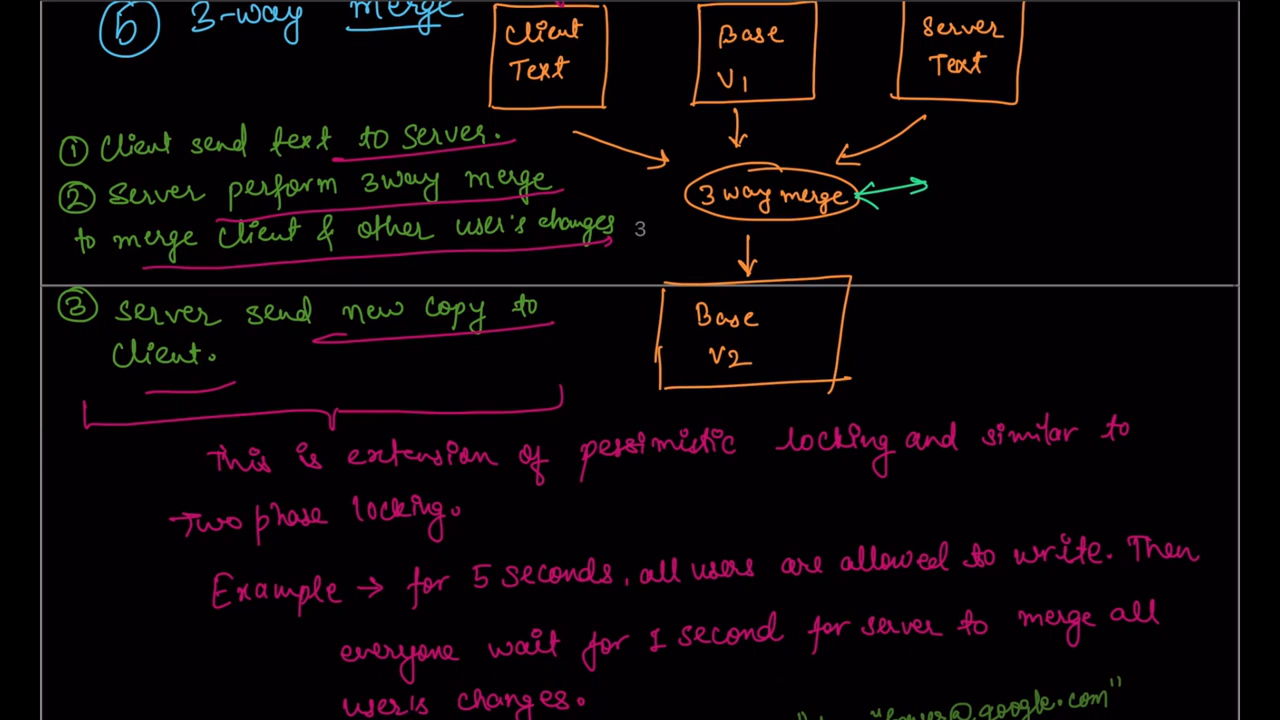 5 3-way merge
Client
Text
Base
V1
Server
Text
① Client send text to Server.
② Server perform 3way merge
to merge client & other user's changes 3
3 way merge
③ Server send new copy to
Client.
Base
V2
This is extension of pessimistic locking and similar to
Two phase locking.
Example → for 5 seconds, all users are allowed to write. Then
everyone wait for 1 second for server to merge all
user's changes.
@google.com"